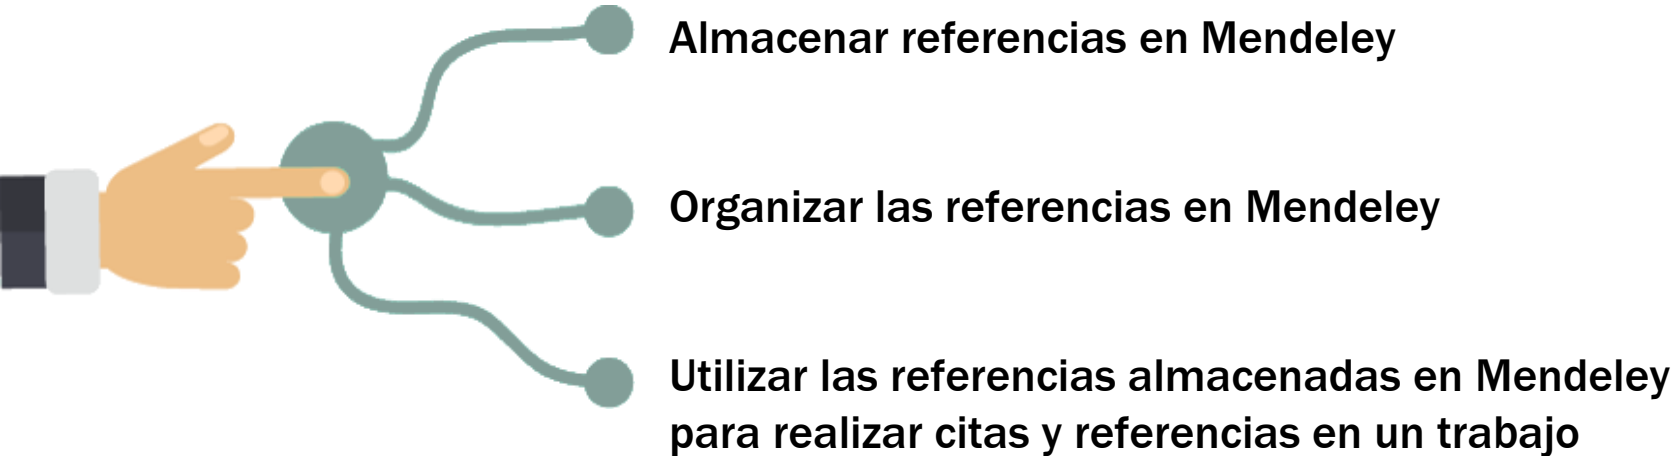 Almacenar referencias en Mendeley
Organizar las referencias en Mendeley
Utilizar las referencias almacenadas en Mendeley
para realizar citas y referencias en un trabajo